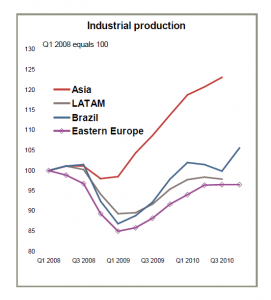 Industrial production
Q1 2008 equals 100
130
125
120
115
110
105
100
95
90
85
80
Asia
LATAM
Brazil
Eastern Europe
Q1 2008 Q3 2008 Q1 2009 Q3 2009 Q1 2010 Q3 2010